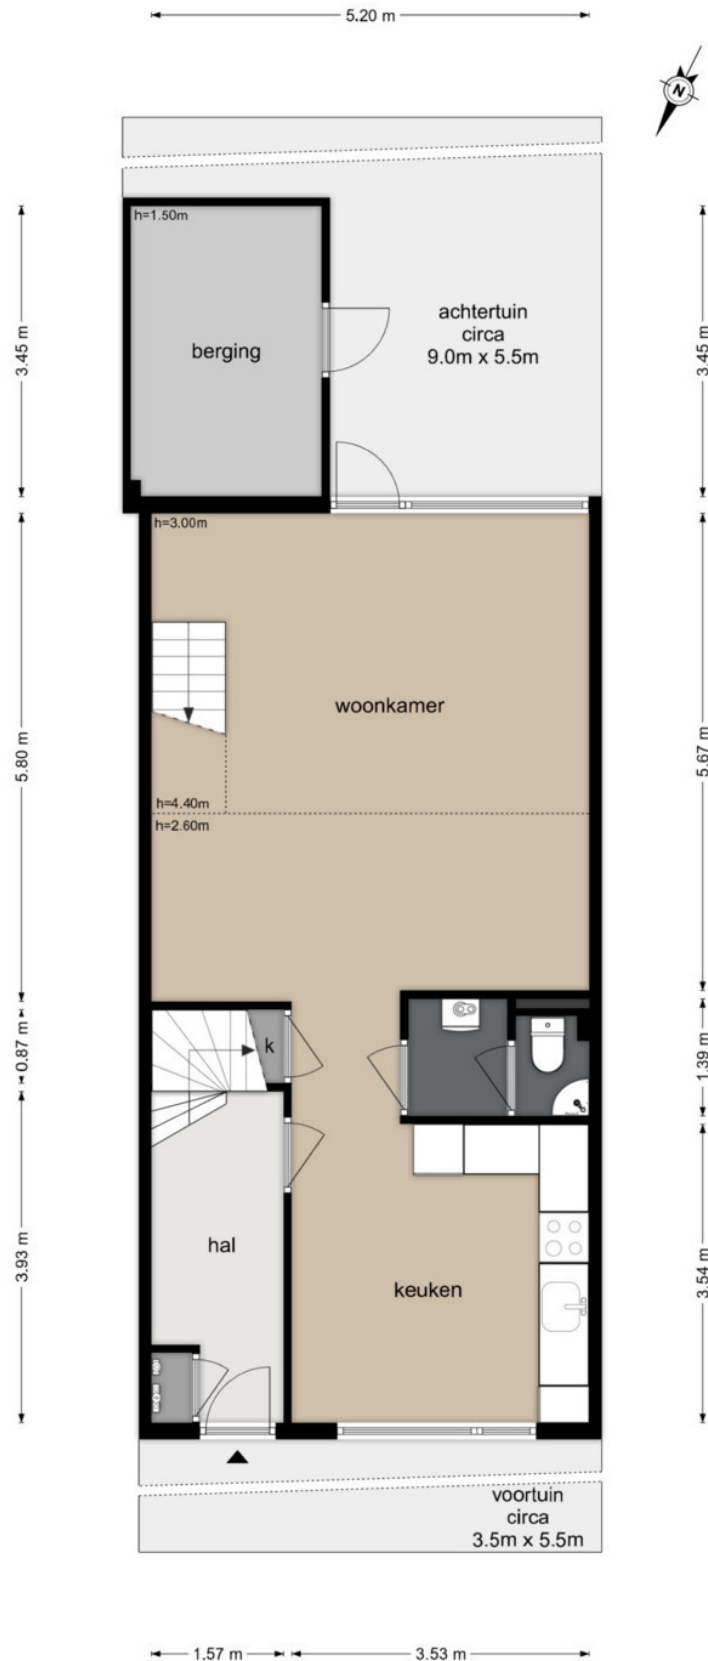 5.20 m
N
h=1.50m
berging
achtertuin
circa
9.0m x 5.5m
3.45 m
3.45 m
h=3.00m
woonkamer
5.80 m
5.67 m
h=4.40m
h=2.60m
k
0.87 m
1.39 m
hal
keuken
3.93 m
3.54 m
voortuin
circa
3.5m x 5.5m
1.57 m
3.53 m